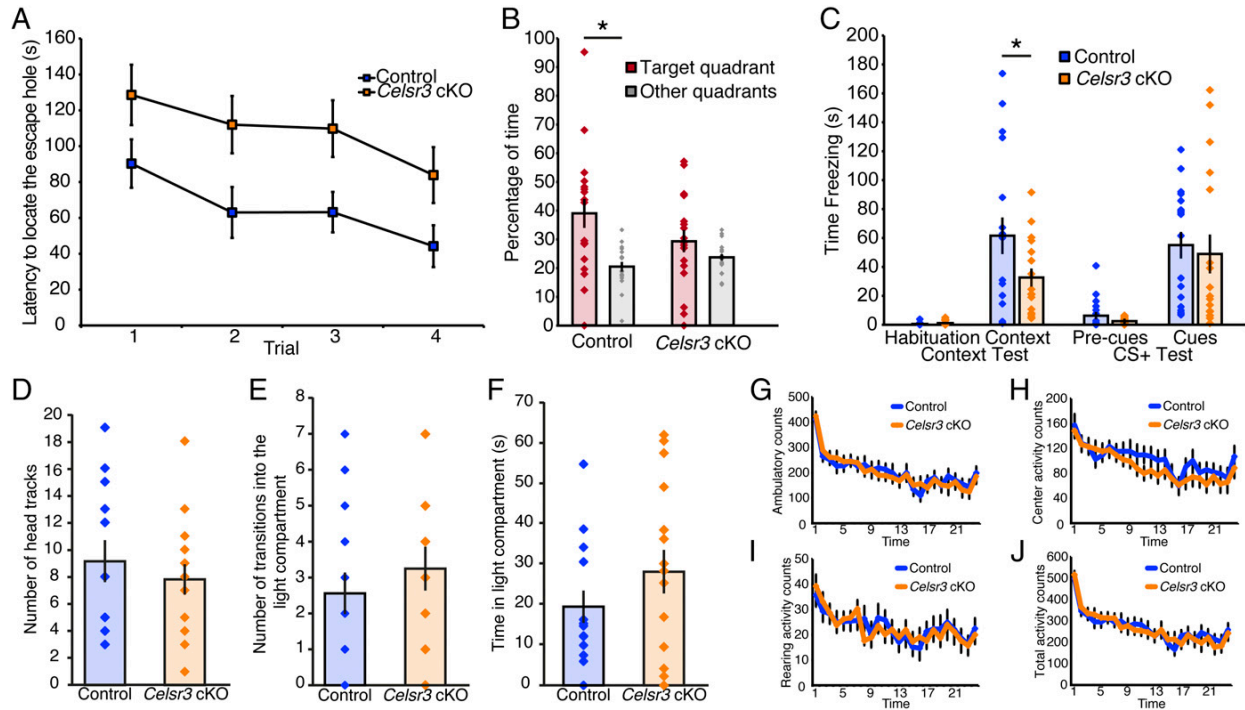 A
Latency to locate the escape hole (s)
160
140
120
100
80
60
40
20
0
1 2 3 4
Trial
Control
Celsr3 cKO
B
*
Percentage of time
100
90
80
70
60
50
40
30
20
10
0
Target quadrant
Other quadrants
Control Celsr3 cKO
C
*
Time Freezing (s)
200
180
160
140
120
100
80
60
40
20
0
Control
Celsr3 cKO
Habituation Context Pre-cues Cues
Context Test CS+ Test
D
Number of head tracks
20
18
16
14
12
10
8
6
4
2
0
Control Celsr3 cKO
E
Number of transitions into the
light compartment
8
7
6
5
4
3
2
1
0
Control Celsr3 cKO
F
Time in light compartment (s)
70
60
50
40
30
20
10
0
Control Celsr3 cKO
G
Ambulatory counts
500
400
300
200
100
0
Control
Celsr3 cKO
1 5 9 13 17 21
Time
H
Center activity counts
200
160
120
80
40
0
Control
Celsr3 cKO
1 5 9 13 17 21
Time
I
Rearing activity counts
50
40
30
20
10
0
Control
Celsr3 cKO
1 5 9 13 17 21
Time
J
Total activity counts
600
500
400
300
200
100
0
Control
Celsr3 cKO
1 5 9 13 17 21
Time